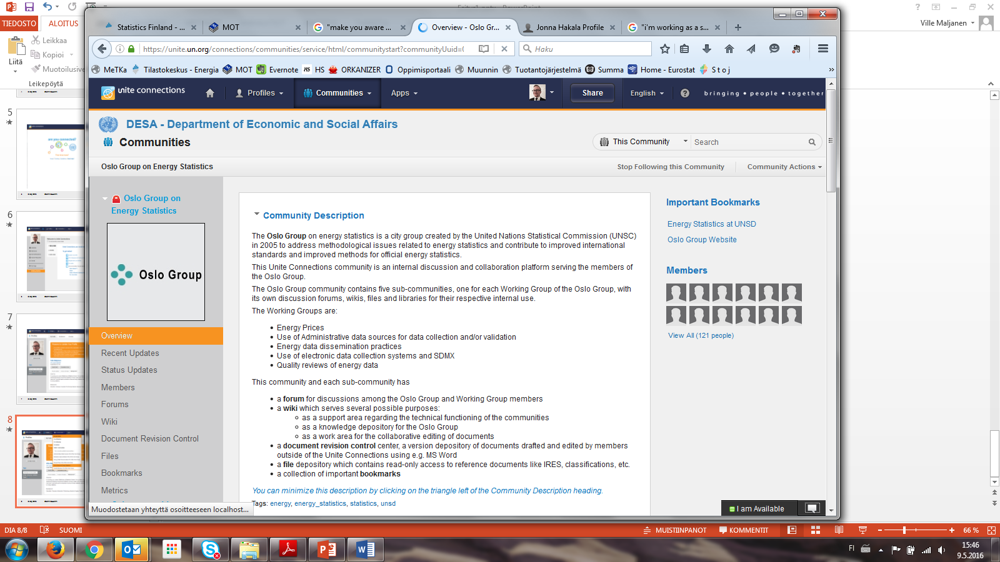 TIEDOSTO
ALOITUS
Leikkaa
Kopioi
Muotoilusive
Liitä
Leikepöytä
Ville Maljanen
5
6
7
8
Statistics Finland - ...
MOT
"make you aware ...
Overview - Oslo Gr...
Jonna Hakala Profile
"i'm working as a s...
https://unite.un.org/connections/communities/service/html/communitystart?communityUuid=(
Haku
MeTKa
Tilastokeskus - Energia
MOT
Evernote
HS
HS
ORKANIZER
Oppimisportaali
Muunnin
Tuotantojärjestelmä
Summa
Home - Eurostat
S t o j
unite connections
Profiles
Communities
Apps
Share
English
bringing • people • together
DESA - Department of Economic and Social Affairs
Communities
This Community
Search
Oslo Group on Energy Statistics
Stop Following this Community
Community Actions
Oslo Group on
Energy Statistics
Oslo Group
Overview
Recent Updates
Status Updates
Members
Forums
Wiki
Document Revision Control
Files
Bookmarks
Metrics
Muodostetaan yhteyttä osoitteeseen localhost...
Community Description
The Oslo Group on energy statistics is a city group created by the United Nations Statistical Commission (UNSC)
in 2005 to address methodological issues related to energy statistics and contribute to improved international
standards and improved methods for official energy statistics.
This Unite Connections community is an internal discussion and collaboration platform serving the members of
the Oslo Group.
The Oslo Group community contains five sub-communities, one for each Working Group of the Oslo Group, with
its own discussion forums, wikis, files and libraries for their respective internal use.
The Working Groups are:
• Energy Prices
• Use of Administrative data sources for data collection and/or validation
• Energy data dissemination practices
• Use of electronic data collection systems and SDMX
• Quality reviews of energy data
This community and each sub-community has
• a forum for discussions among the Oslo Group and Working Group members
• a wiki which serves several possible purposes:
as a support area regarding the technical functioning of the communities
as a knowledge depository for the Oslo Group
as a work area for the collaborative editing of documents
• a document revision control center, a version depository of documents drafted and edited by members
outside of the Unite Connections using e.g. MS Word
• a file depository which contains read-only access to reference documents like IRES, classifications, etc.
• a collection of important bookmarks
You can minimize this description by clicking on the triangle left of the Community Description heading.
Tags: energy, energy_statistics, statistics, unsd
Important Bookmarks
Energy Statistics at UNSD
Oslo Group Website
Members
View All (121 people)
I am Available
DIA 8/8
SUOMI
MUISTIINPANOT
KOMMENTIT
66 %
FI
15:46
9.5.2016